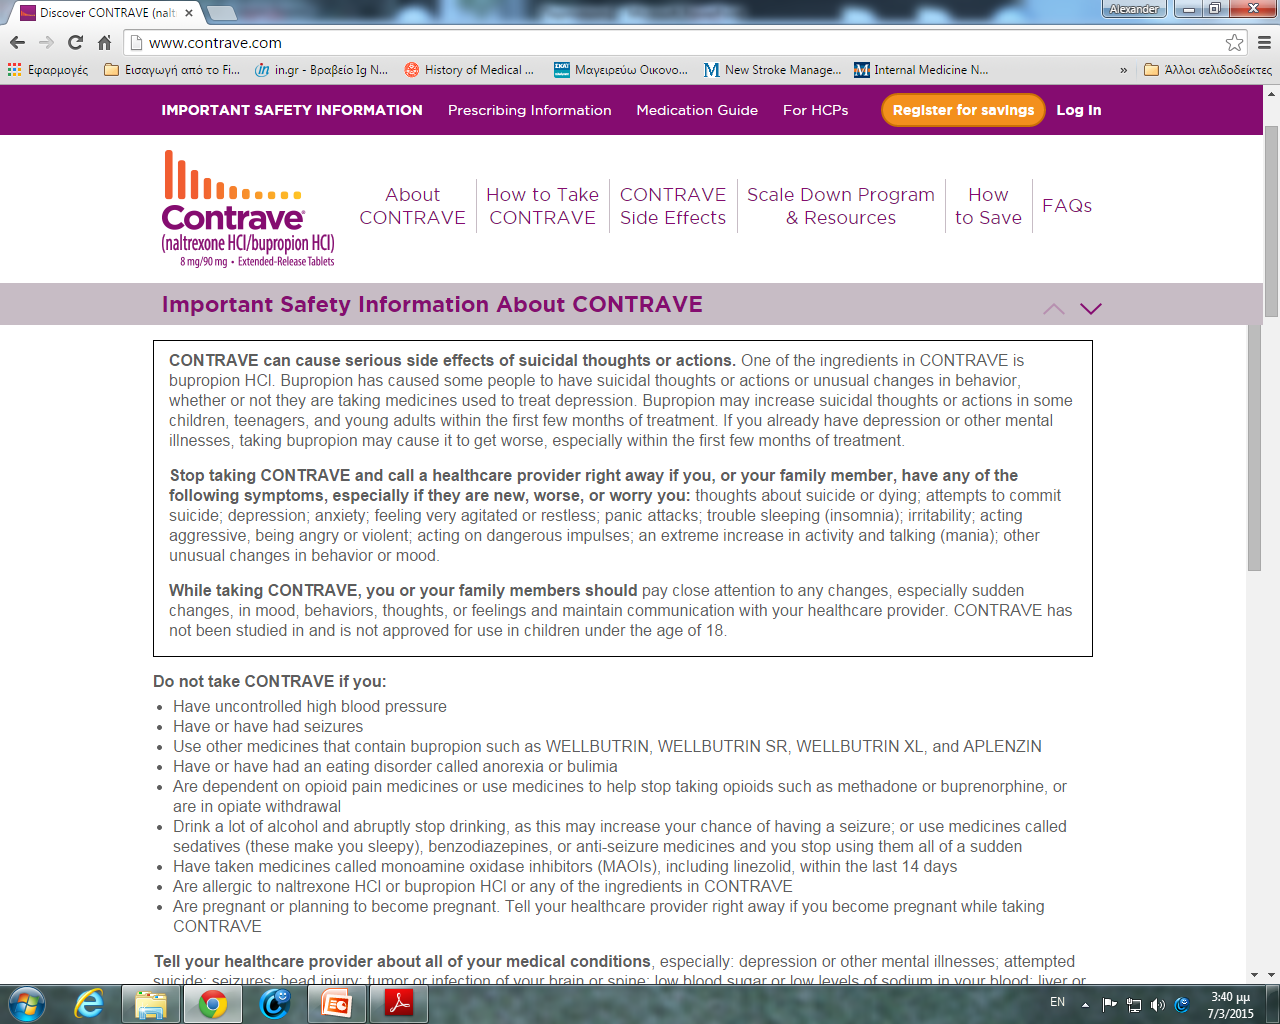 Discover CONTRAVE (nalt
Alexander
www.contrave.com
Εφαρμογές
Εισαγωγή από το Fi...
in.gr - Βραβείο Ig N...
History of Medical ...
Μαγειρεύω Οικονο...
New Stroke Manage...
Internal Medicine N...
»
Άλλοι σελιδοδείκτες
IMPORTANT SAFETY INFORMATION
Prescribing Information
Medication Guide
For HCPs
Register for savings
Log In
Contrave®
(naltrexone HCl/bupropion HCl)
8 mg/90 mg • Extended-Release Tablets
About
CONTRAVE
How to Take
CONTRAVE
CONTRAVE
Side Effects
Scale Down Program
& Resources
How
to Save
FAQs
Important Safety Information About CONTRAVE
CONTRAVE can cause serious side effects of suicidal thoughts or actions. One of the ingredients in CONTRAVE is
bupropion HCl. Bupropion has caused some people to have suicidal thoughts or actions or unusual changes in behavior,
whether or not they are taking medicines used to treat depression. Bupropion may increase suicidal thoughts or actions in some
children, teenagers, and young adults within the first few months of treatment. If you already have depression or other mental
illnesses, taking bupropion may cause it to get worse, especially within the first few months of treatment.
Stop taking CONTRAVE and call a healthcare provider right away if you, or your family member, have any of the
following symptoms, especially if they are new, worse, or worry you: thoughts about suicide or dying; attempts to commit
suicide; depression; anxiety; feeling very agitated or restless; panic attacks; trouble sleeping (insomnia); irritability; acting
aggressive, being angry or violent; acting on dangerous impulses; an extreme increase in activity and talking (mania); other
unusual changes in behavior or mood.
While taking CONTRAVE, you or your family members should pay close attention to any changes, especially sudden
changes, in mood, behaviors, thoughts, or feelings and maintain communication with your healthcare provider. CONTRAVE has
not been studied in and is not approved for use in children under the age of 18.
Do not take CONTRAVE if you:
• Have uncontrolled high blood pressure
• Have or have had seizures
• Use other medicines that contain bupropion such as WELLBUTRIN, WELLBUTRIN SR, WELLBUTRIN XL, and APLENZIN
• Have or have had an eating disorder called anorexia or bulimia
• Are dependent on opioid pain medicines or use medicines to help stop taking opioids such as methadone or buprenorphine, or
are in opiate withdrawal
• Drink a lot of alcohol and abruptly stop drinking, as this may increase your chance of having a seizure; or use medicines called
sedatives (these make you sleepy), benzodiazepines, or anti-seizure medicines and you stop using them all of a sudden
• Have taken medicines called monoamine oxidase inhibitors (MAOIs), including linezolid, within the last 14 days
• Are allergic to naltrexone HCl or bupropion HCl or any of the ingredients in CONTRAVE
• Are pregnant or planning to become pregnant. Tell your healthcare provider right away if you become pregnant while taking
CONTRAVE
Tell your healthcare provider about all of your medical conditions, especially: depression or other mental illnesses; attempted
suicide; seizures; head injury; tumor or infection of your brain or spine; low blood sugar or low levels of sodium in your blood; liver or
EN
3:40 μμ
7/3/2015